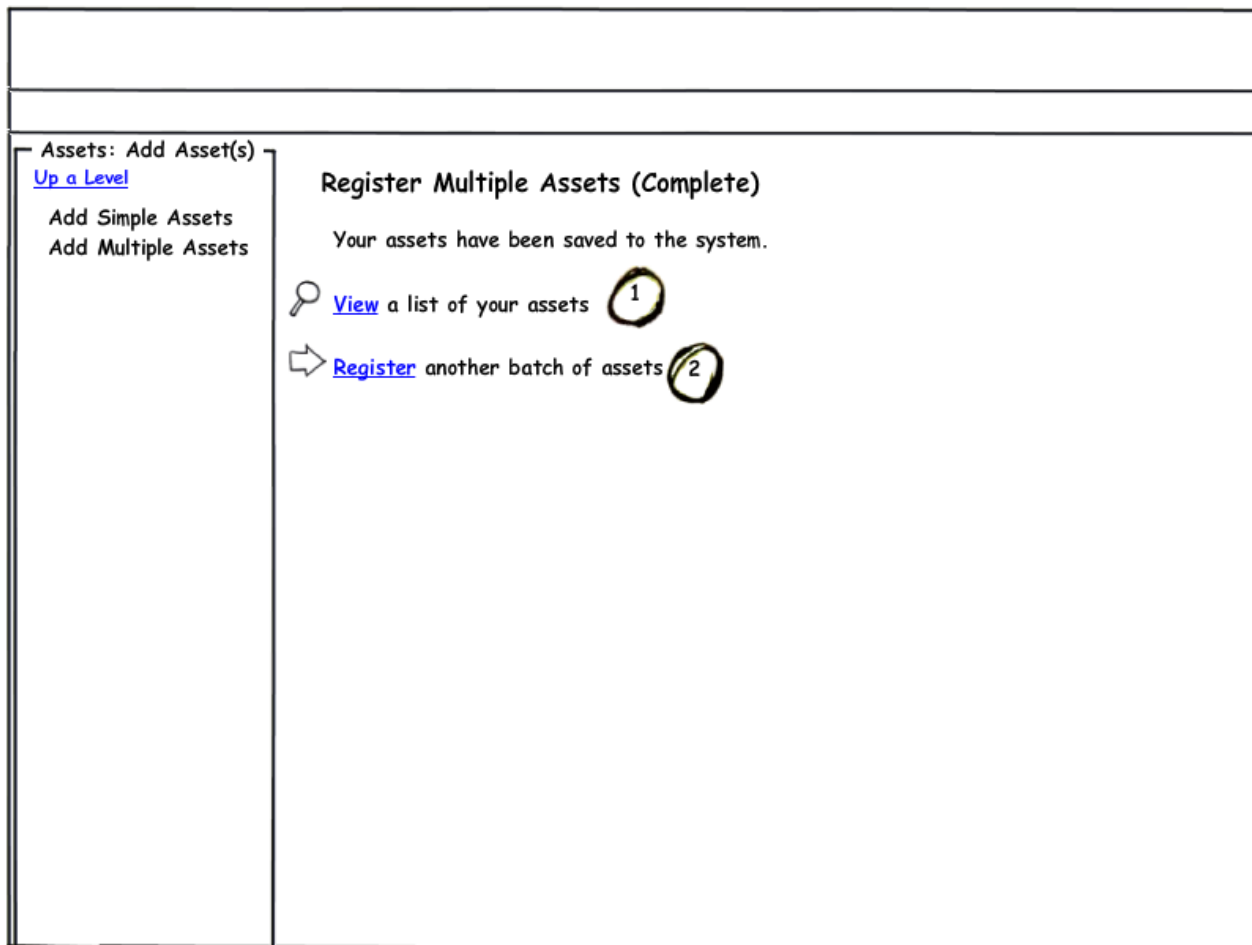 Assets: Add Asset(s)
Up a Level
Add Simple Assets
Add Multiple Assets
Register Multiple Assets (Complete)
Your assets have been saved to the system.
View a list of your assets 1
Register another batch of assets 2